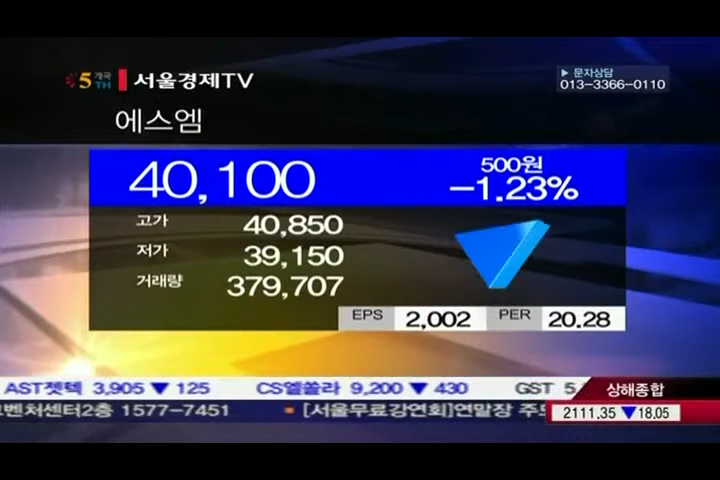 5 개국 TH 서울경제TV
▶ 문자상담
013-3366-0110
에스엠
40,100 500원
-1.23%
고가 40,850
저가 39,150
거래량 379,707
EPS 2,002 PER 20.28
AST젯텍 3,905 ▼ 125 CS엘쏠라 9,200 ▼ 430 GST 5
상해종합
벤처센터2층 1577-7451 [서울무료강연회]연말장
2111.35 ▼18.05